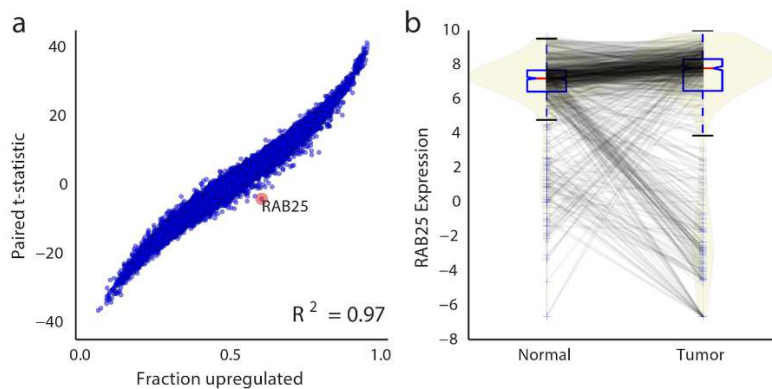 a
Paired t-statistic
40
20
0
−20
−40
RAB25
R² = 0.97
0.0
0.5
1.0
Fraction upregulated
b
RAB25 Expression
10
8
6
4
2
0
−2
−4
−6
−8
Normal
Tumor